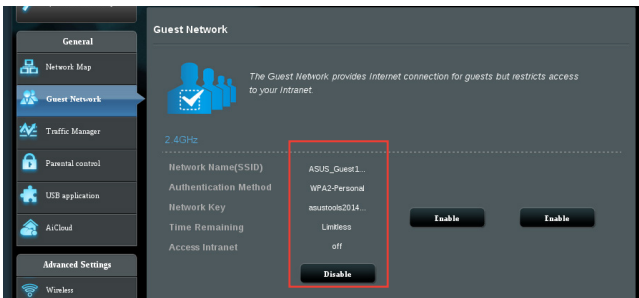 General
Network Map
Guest Network
Traffic Manager
Parental control
USB application
AiCloud
Advanced Settings
Wireless
Guest Network
The Guest Network provides Internet connection for guests but restricts access
to your Intranet.
2.4GHz
Network Name(SSID) ASUS_Guest1...
Authentication Method WPA2-Personal
Network Key asustools2014...
Time Remaining Limitless
Access Intranet off
Disable
Enable Enable